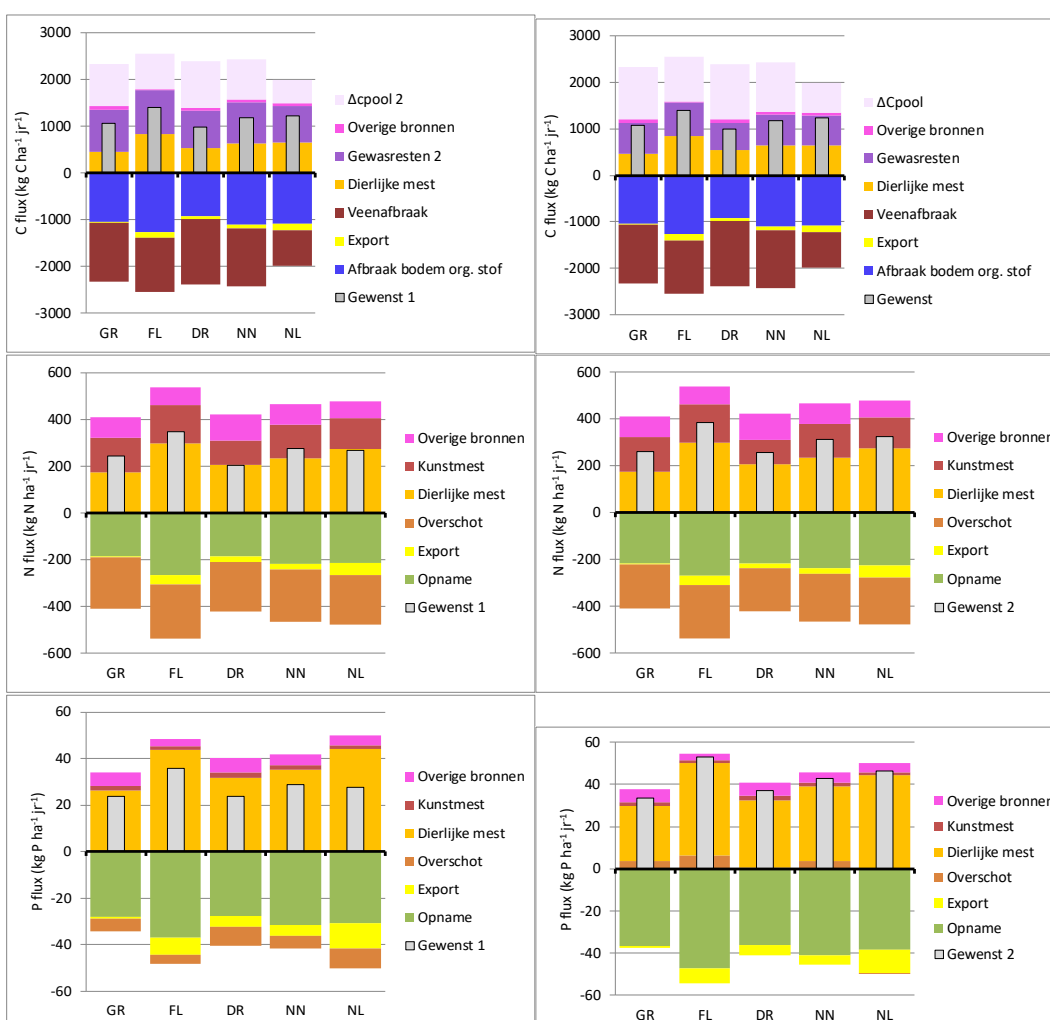 3000
2000
1000
0
-1000
-2000
-3000
C flux (kg C ha⁻¹ jr⁻¹)
GR FL DR NN NL
Δcpool 2
Overige bronnen
Gewasresten 2
Dierlijke mest
Veenafbraak
Export
Afbraak bodem org. stof
Gewenst 1
3000
2000
1000
0
-1000
-2000
-3000
C flux (kg C ha⁻¹ jr⁻¹)
GR FL DR NN NL
ΔCpool
Overige bronnen
Gewasresten
Dierlijke mest
Veenafbraak
Export
Afbraak bodem org. stof
Gewenst
600
400
200
0
-200
-400
-600
N flux (kg N ha⁻¹ jr⁻¹)
GR FL DR NN NL
Overige bronnen
Kunstmest
Dierlijke mest
Overschot
Export
Opname
Gewenst 1
600
400
200
0
-200
-400
-600
N flux (kg N ha⁻¹ jr⁻¹)
GR FL DR NN NL
Overige bronnen
Kunstmest
Dierlijke mest
Overschot
Export
Opname
Gewenst 2
60
40
20
0
-20
-40
-60
P flux (kg P ha⁻¹ jr⁻¹)
GR FL DR NN NL
Overige bronnen
Kunstmest
Dierlijke mest
Overschot
Export
Opname
Gewenst 1
60
40
20
0
-20
-40
-60
P flux (kg P ha⁻¹ jr⁻¹)
GR FL DR NN NL
Overige bronnen
Kunstmest
Dierlijke mest
Overschot
Export
Opname
Gewenst 2